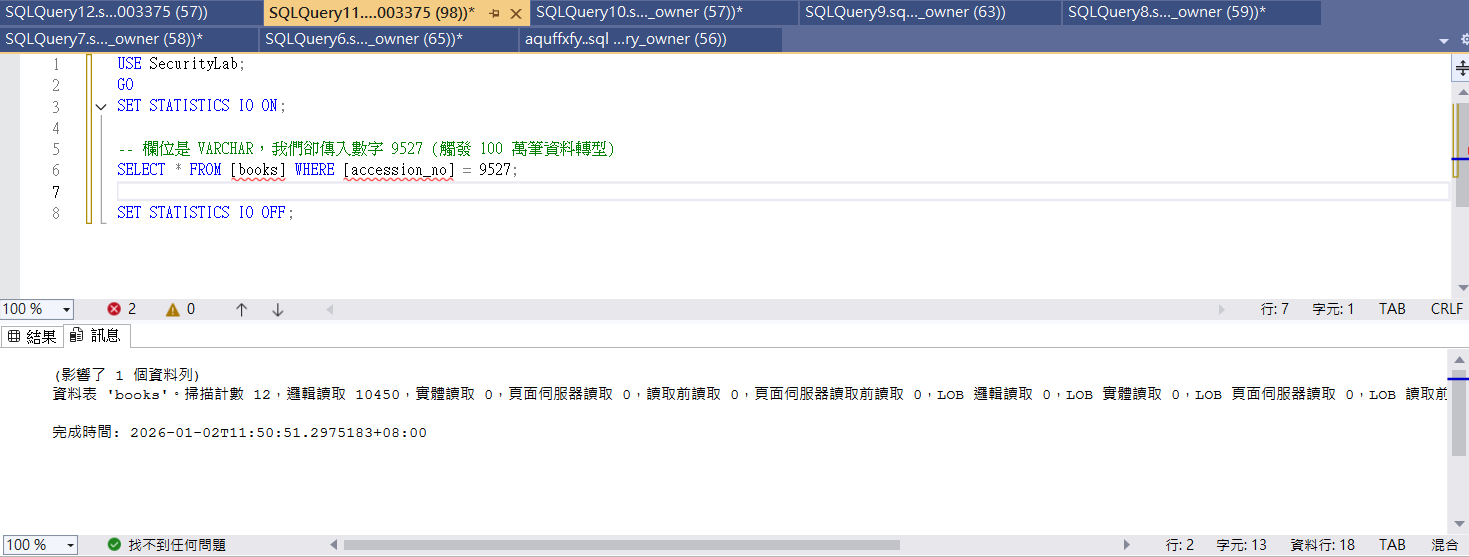 SQLQuery12.s...003375 (57)) SQLQuery11....003375 (98))* SQLQuery10.s..._owner (57))* SQLQuery9.sq..._owner (63)) SQLQuery8.s..._owner (59))*
SQLQuery7.s..._owner (58))* SQLQuery6.s..._owner (65))* aquffxfy..sql ...ry_owner (56))
1 USE SecurityLab;
2 GO
3 SET STATISTICS IO ON;
4
5 -- 欄位是 VARCHAR，我們卻傳入數字 9527 (觸發 100 萬筆資料轉型)
6 SELECT * FROM [books] WHERE [accession_no] = 9527;
7
8 SET STATISTICS IO OFF;
100 % 2 0 行: 7 字元: 1 TAB CRLF
結果 訊息
(影響了 1 個資料列)
資料表 'books'。掃描計數 12，邏輯讀取 10450，實體讀取 0，頁面伺服器讀取 0，讀取前讀取 0，頁面伺服器讀取前讀取 0，LOB 邏輯讀取 0，LOB 實體讀取 0，LOB 頁面伺服器讀取 0，LOB 讀取前
完成時間: 2026-01-02T11:50:51.2975183+08:00
100 % 找不到任何問題 行: 2 字元: 13 資料行: 18 TAB 混合